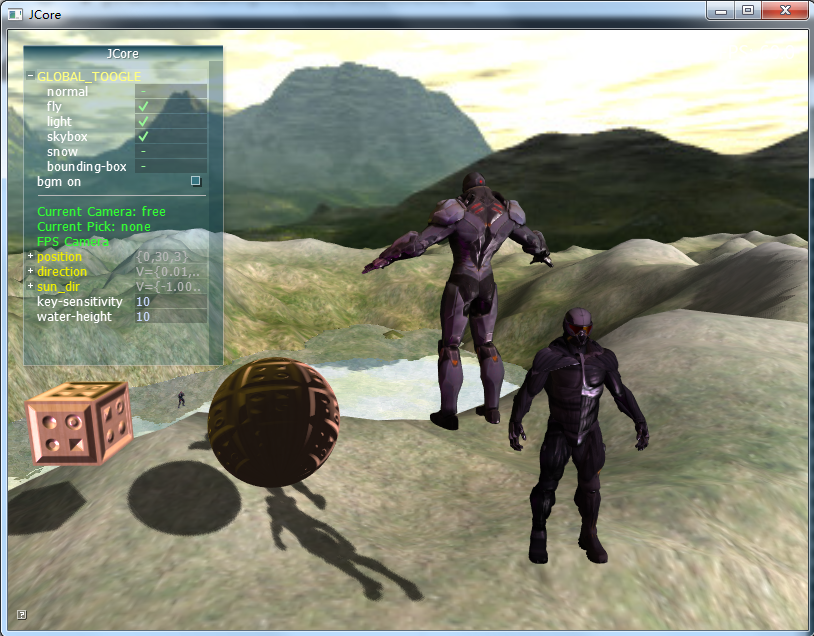 JCore
JCore
GLOBAL_TOOGLE
normal -
fly
light
skybox
snow -
bounding-box -
bgm on
Current Camera: free
Current Pick: none
FPS Camera
+ position {0,30,3}
+ direction V={0.01,..
+ sun_dir V={-1.00..
key-sensitivity 10
water-height 10
?